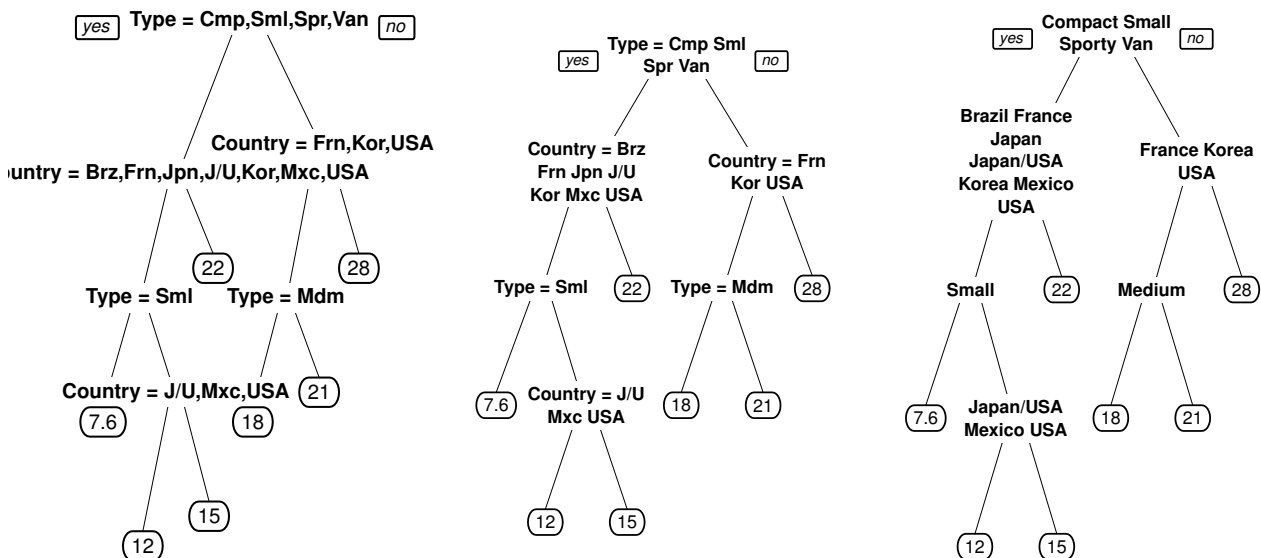 yes
Type = Cmp,Sml,Spr,Van
no
Country = Frn,Kor,USA
ountry = Brz,Frn,Jpn,J/U,Kor,Mxc,USA
22
28
Type = Sml
Type = Mdm
Country = J/U,Mxc,USA
21
7.6
18
15
12
yes
Type = Cmp Sml
Spr Van
no
Country = Brz
Frn Jpn J/U
Kor Mxc USA
Country = Frn
Kor USA
Type = Sml
22
Type = Mdm
28
7.6
Country = J/U
Mxc USA
18
21
12
15
yes
Compact Small
Sporty Van
no
Brazil France
Japan
Japan/USA
Korea Mexico
USA
France Korea
USA
Small
22
Medium
28
7.6
Japan/USA
Mexico USA
18
21
12
15